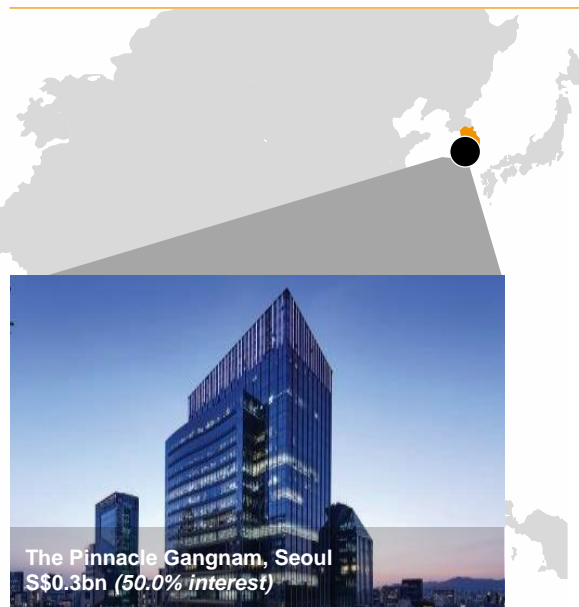 The Pinnacle Gangnam, Seoul
S$0.3bn (50.0% interest)